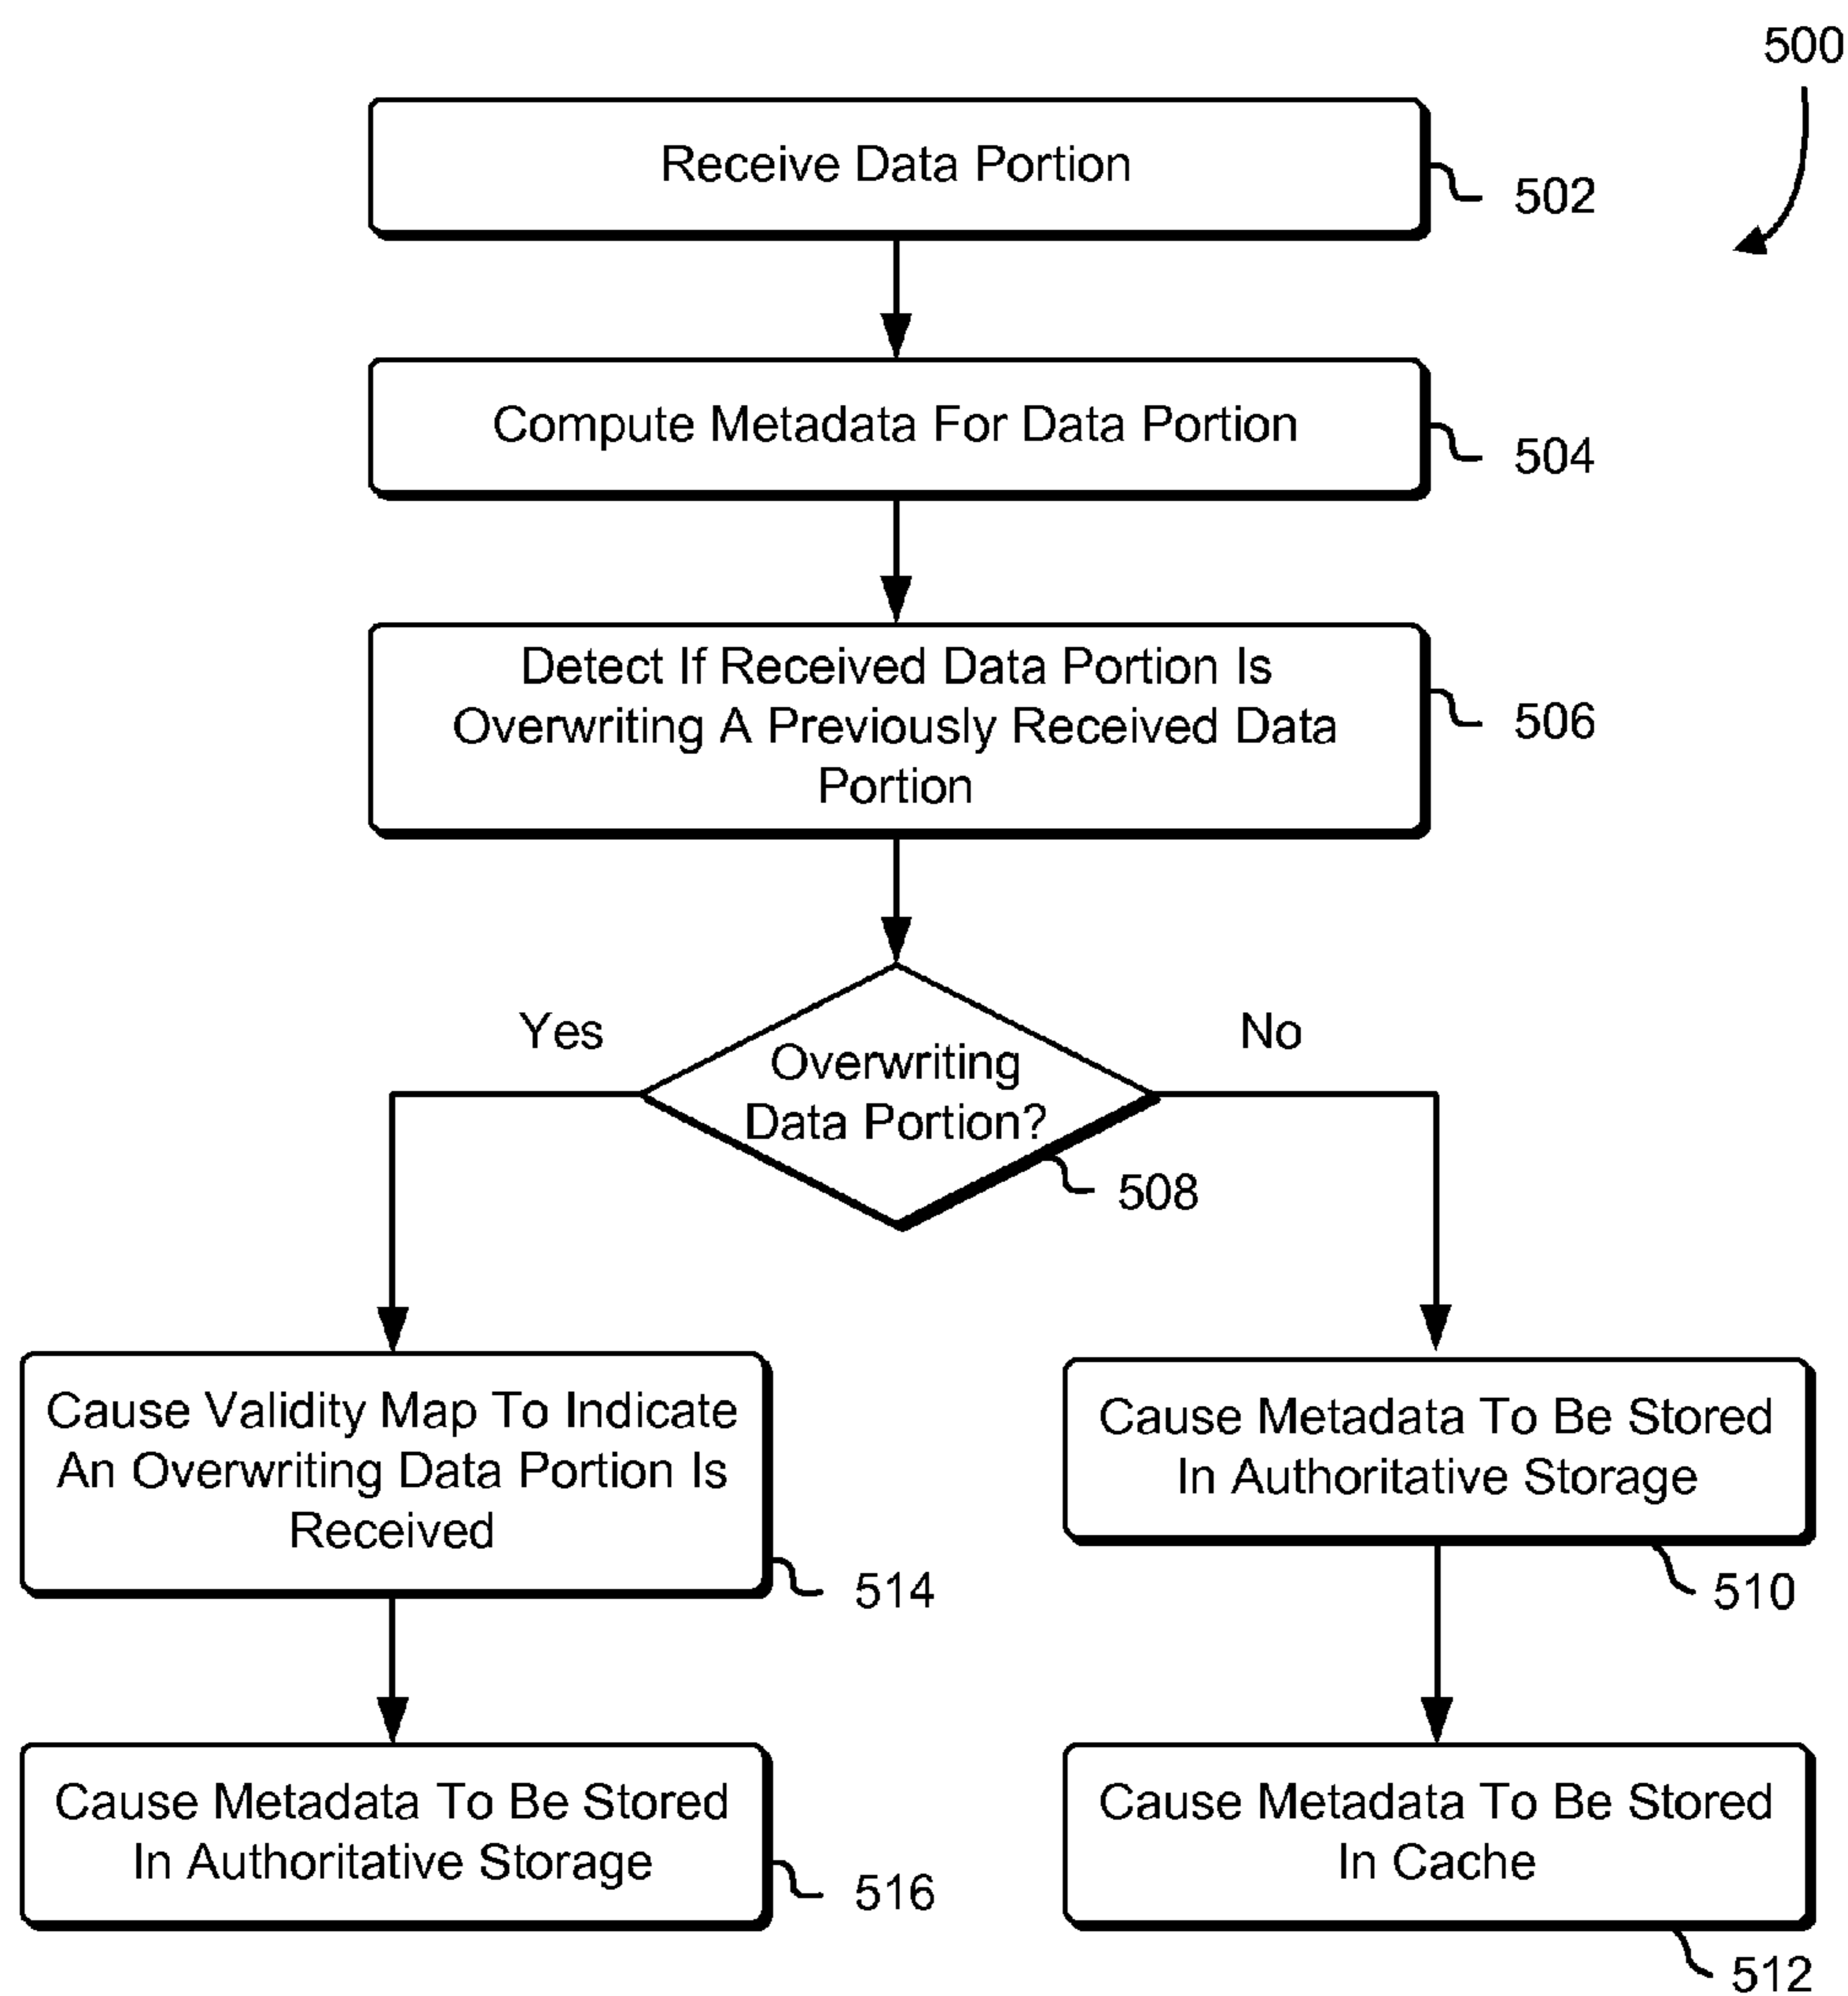 500
Receive Data Portion
502
Compute Metadata For Data Portion
504
Detect If Received Data Portion Is
Overwriting A Previously Received Data
Portion
506
Yes
No
Overwriting
Data Portion?
508
Cause Validity Map To Indicate
An Overwriting Data Portion Is
Received
514
Cause Metadata To Be Stored
In Authoritative Storage
510
Cause Metadata To Be Stored
In Authoritative Storage
516
Cause Metadata To Be Stored
In Cache
512